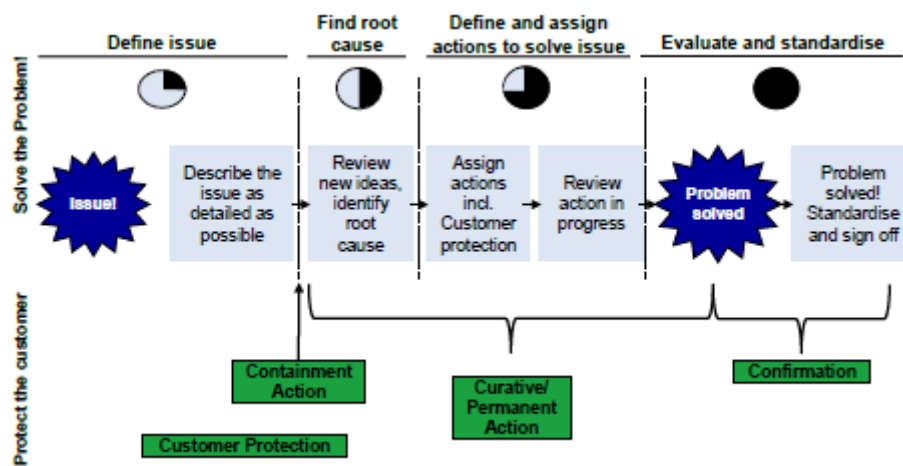 Define issue
Find root
cause
Define and assign
actions to solve issue
Evaluate and standardise
Solve the Problem!
Issue!
Describe the
issue as
detailed as
possible
Review
new ideas,
identify
root
cause
Assign
actions
incl.
Customer
protection
Review
action in
progress
Problem
solved
Problem
solved!
Standardise
and sign off
Protect the customer
Containment
Action
Customer Protection
Curative/
Permanent
Action
Confirmation